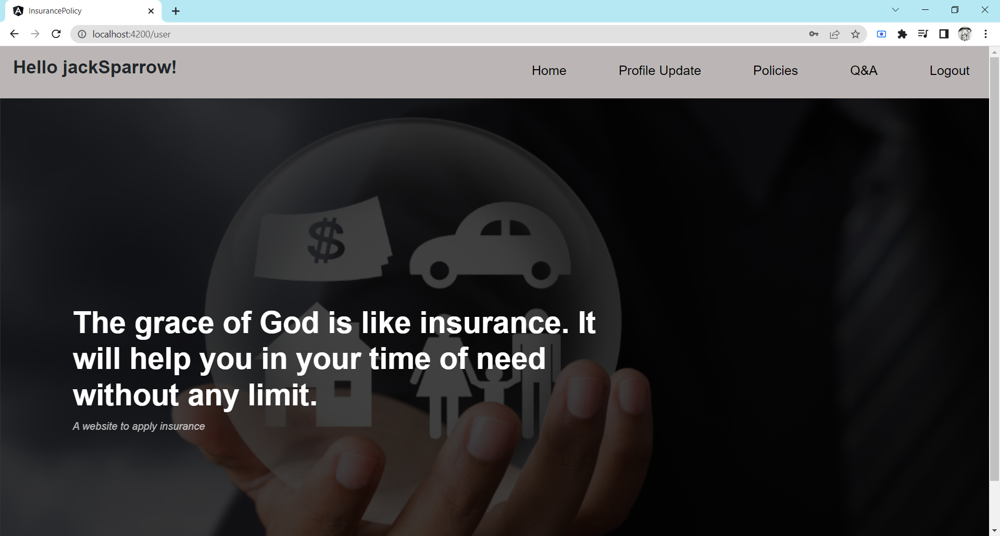 InsurancePolicy
localhost:4200/user
Hello jackSparrow!
Home Profile Update Policies Q&A Logout
$
The grace of God is like insurance. It
will help you in your time of need
without any limit.
A website to apply insurance